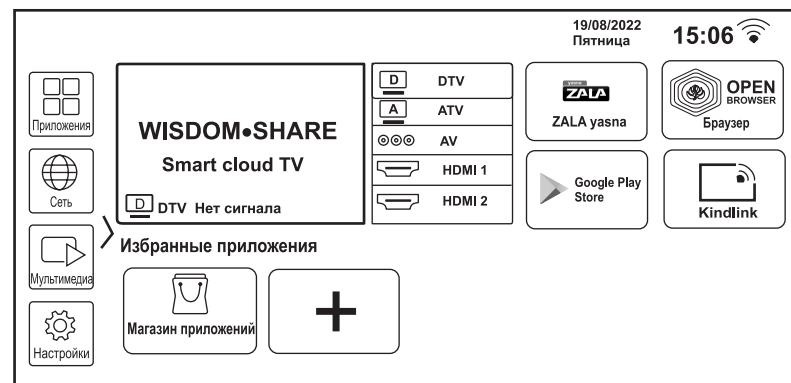 19/08/2022
Пятница
15:06
Приложения
Сеть
Мультимедиа
Настройки
WISDOM•SHARE
Smart cloud TV
D DTV Нет сигнала
D DTV
A ATV
AV
HDMI 1
HDMI 2
yasna
ZALA
ZALA yasna
OPEN
BROWSER
Браузер
Google Play
Store
Kindlink
Избранные приложения
Магазин приложений